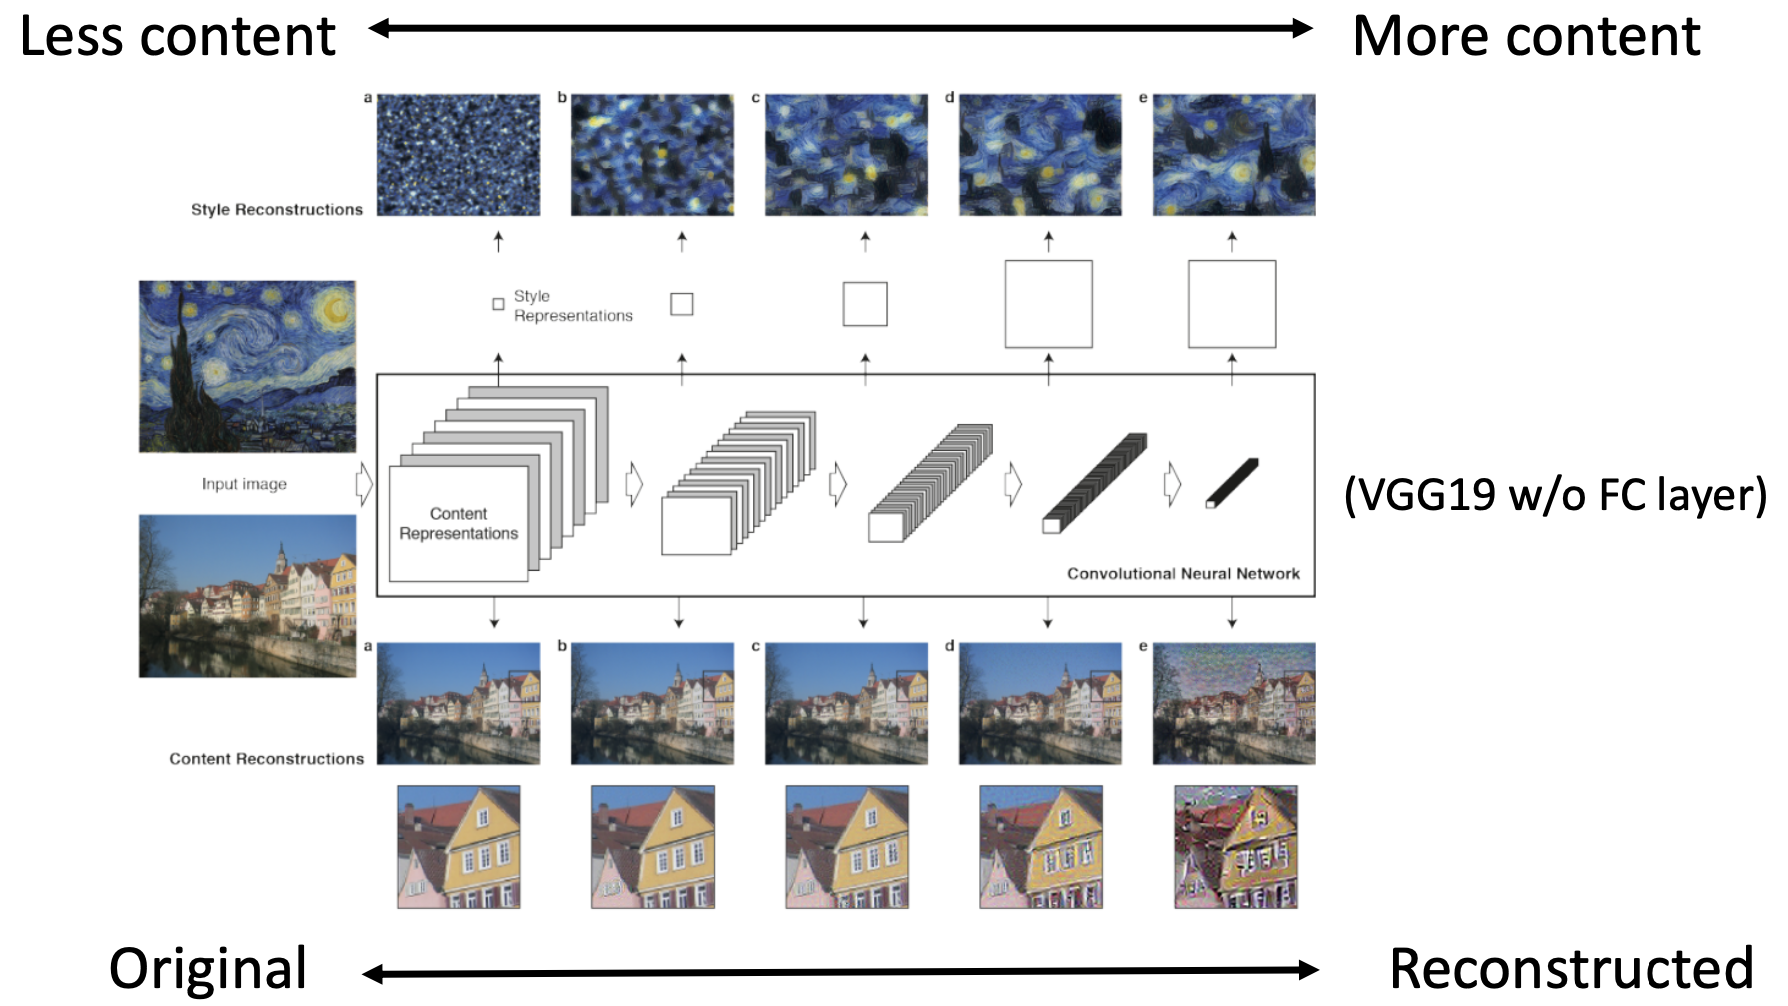 Less content
More content
a
b
c
d
e
Style Reconstructions
Style
Representations
Input image
Content
Representations
(VGG19 w/o FC layer)
Convolutional Neural Network
a
b
c
d
e
Content Reconstructions
Original
Reconstructed